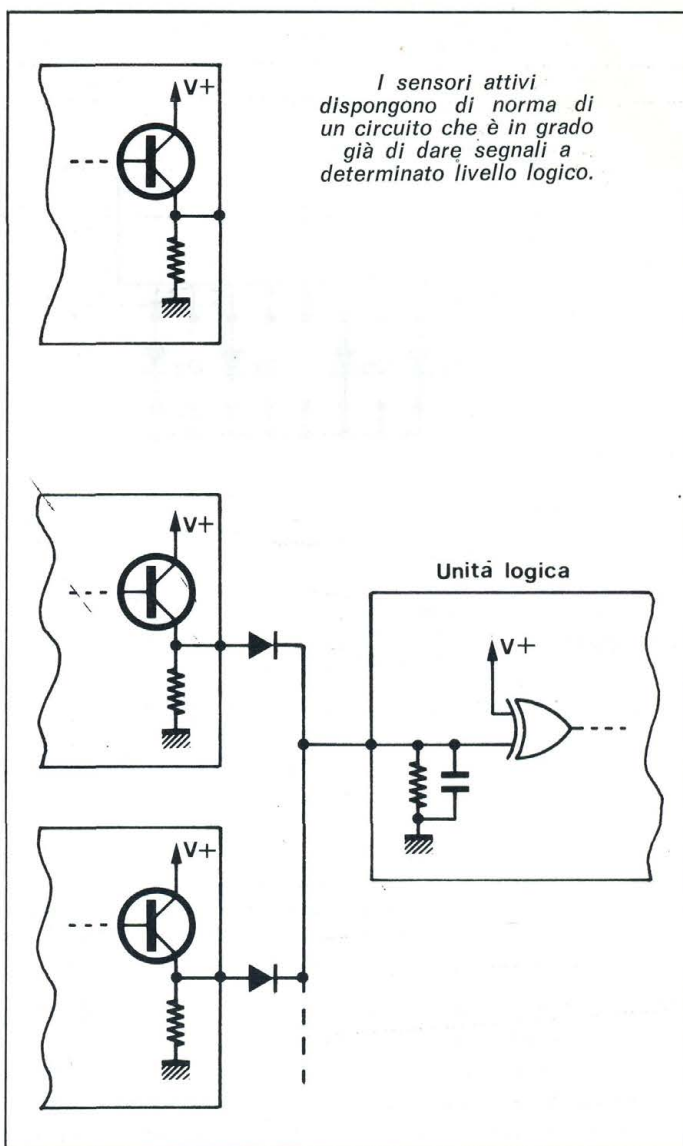 I sensori attivi
dispongono di norma di
un circuito che è in grado
già di dare segnali a
determinato livello logico.
V+
V+
Unità logica
V+
V+